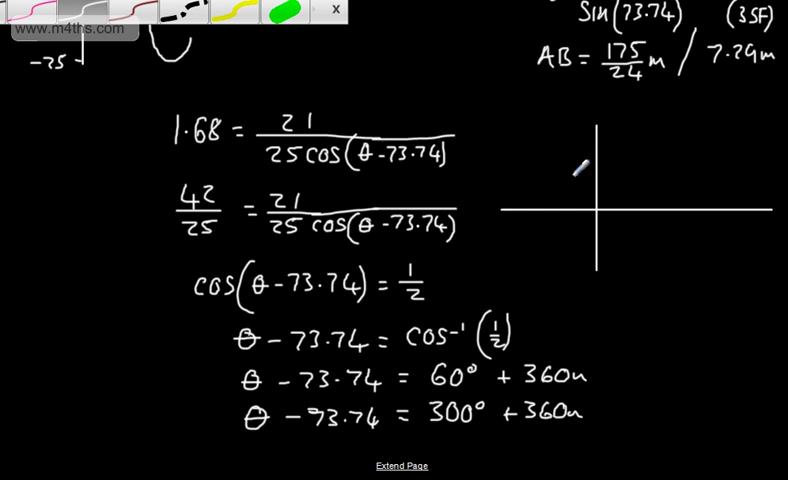 x
www.m4ths.com
Sin(73.74) (3SF)
-25
AB = 175/24 m / 7.29m
1.68 = 21/25cos(θ-73.74)
42/25 = 21/25 cos(θ-73.74)
cos(θ-73.74) = 1/2
θ - 73.74 = cos⁻¹(1/2)
θ - 73.74 = 60° + 360n
θ - 73.74 = 300° + 360n
Extend Page